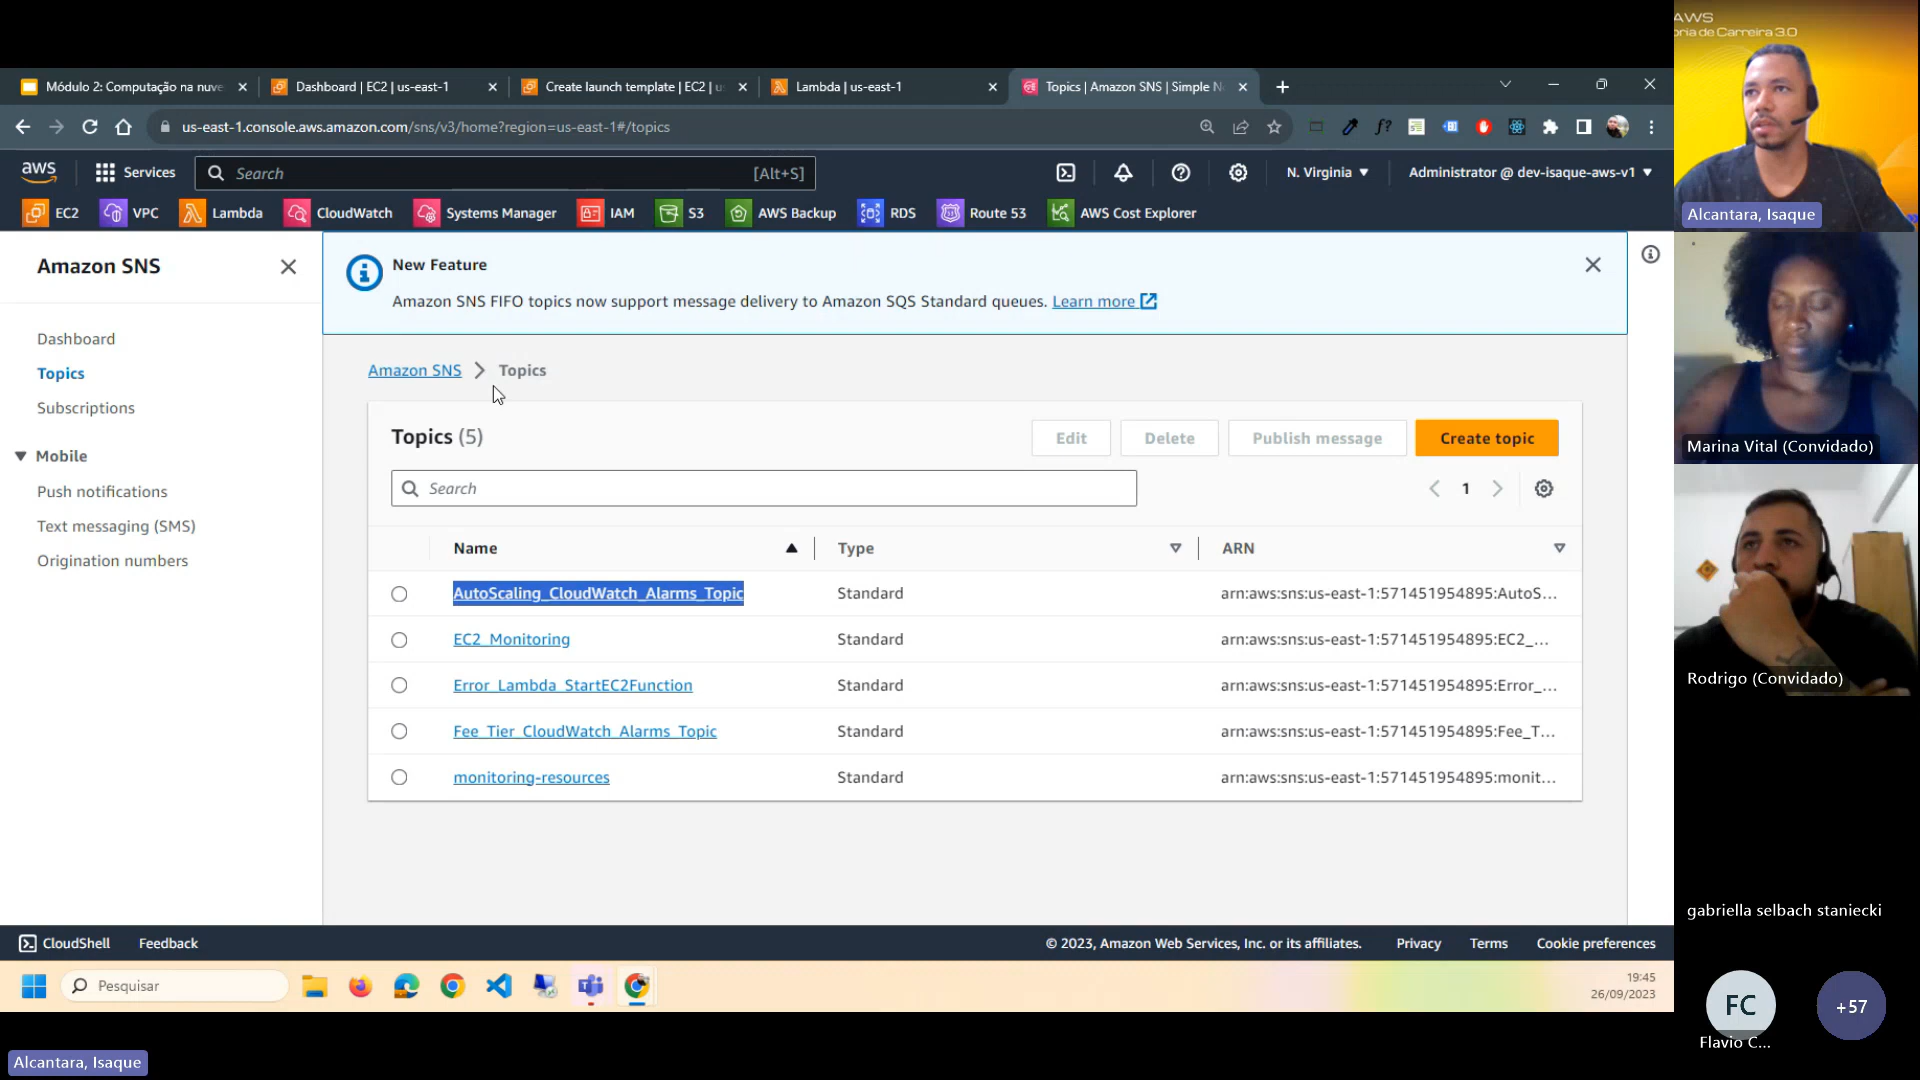 Módulo 2: Computação na nuve
Dashboard | EC2 | us-east-1
Create launch template | EC2 | u
Lambda | us-east-1
Topics | Amazon SNS | Simple N
us-east-1.console.aws.amazon.com/sns/v3/home?region=us-east-1#/topics
aws
Services
Search
[Alt+S]
N. Virginia
Administrator @ dev-isaque-aws-v1
EC2
VPC
Lambda
CloudWatch
Systems Manager
IAM
S3
AWS Backup
RDS
Route 53
AWS Cost Explorer
Amazon SNS
Dashboard
Topics
Subscriptions
Mobile
Push notifications
Text messaging (SMS)
Origination numbers
New Feature
Amazon SNS FIFO topics now support message delivery to Amazon SQS Standard queues. Learn more
Amazon SNS > Topics
Topics (5)
Edit
Delete
Publish message
Create topic
Search
1
Name
Type
ARN
AutoScaling_CloudWatch_Alarms_Topic
Standard
arn:aws:sns:us-east-1:571451954895:AutoS...
EC2_Monitoring
Standard
arn:aws:sns:us-east-1:571451954895:EC2_...
Error_Lambda_StartEC2Function
Standard
arn:aws:sns:us-east-1:571451954895:Error_...
Fee_Tier_CloudWatch_Alarms_Topic
Standard
arn:aws:sns:us-east-1:571451954895:Fee_T...
monitoring-resources
Standard
arn:aws:sns:us-east-1:571451954895:monit...
CloudShell
Feedback
© 2023, Amazon Web Services, Inc. or its affiliates.
Privacy
Terms
Cookie preferences
Pesquisar
19:45
26/09/2023
Alcantara, Isaque
AWS
oria de Carreira 3.0
Alcantara, Isaque
Marina Vital (Convidado)
Rodrigo (Convidado)
gabriella selbach staniecki
FC
Flavio C...
+57